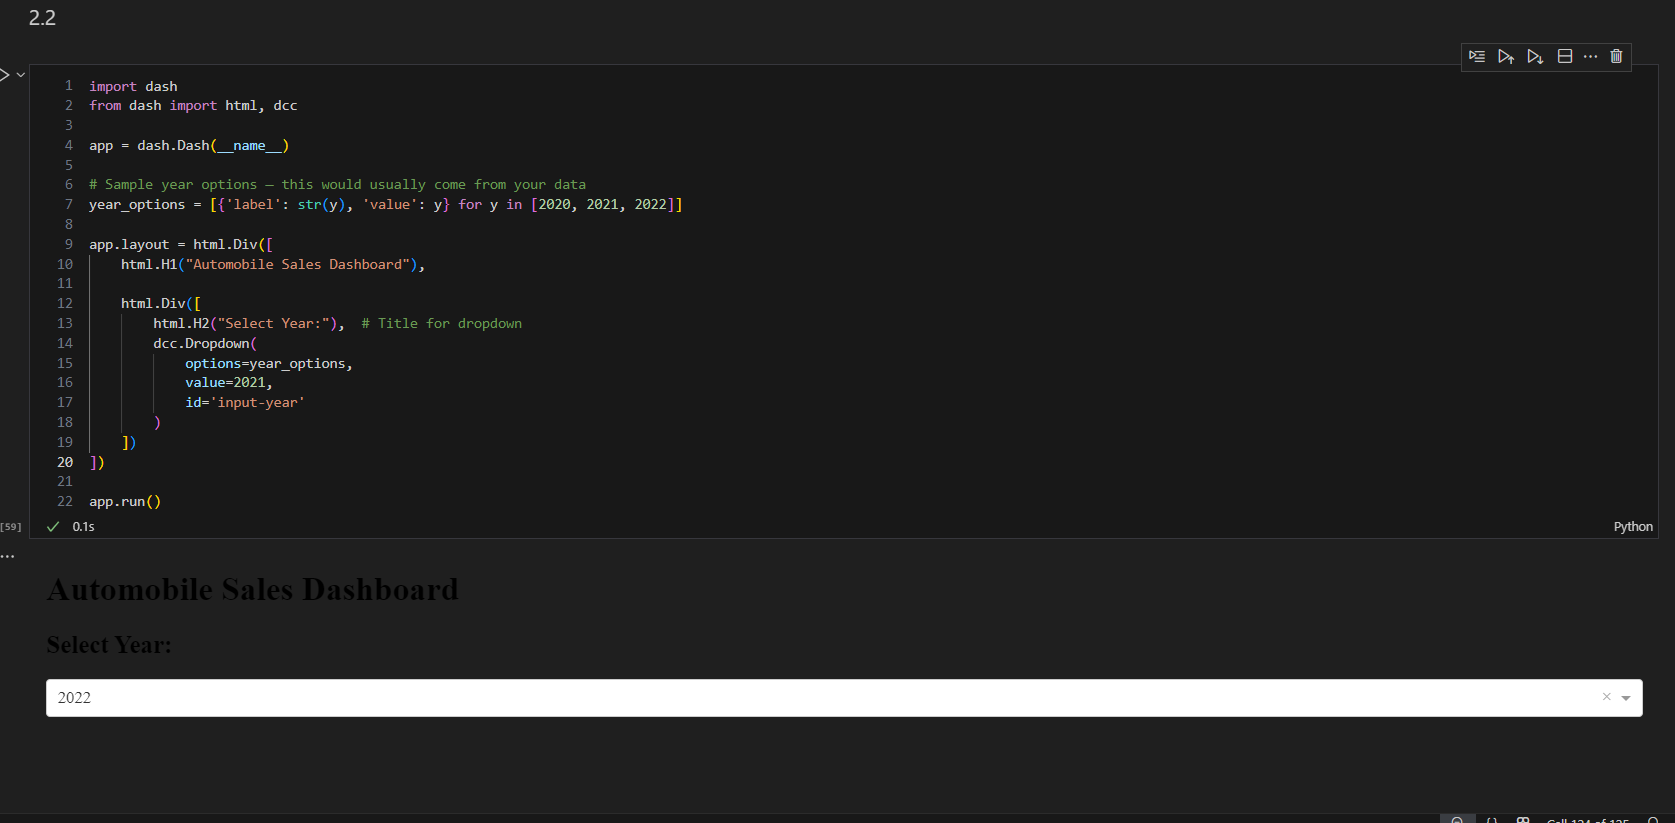 2.2
1 import dash
2 from dash import html, dcc
3
4 app = dash.Dash(__name__)
5
6 # Sample year options — this would usually come from your data
7 year_options = [{'label': str(y), 'value': y} for y in [2020, 2021, 2022]]
8
9 app.layout = html.Div([
10     html.H1("Automobile Sales Dashboard"),
11
12     html.Div([
13         html.H2("Select Year:"),  # Title for dropdown
14         dcc.Dropdown(
15             options=year_options,
16             value=2021,
17             id='input-year'
18         )
19     ])
20 ])
21
22 app.run()
[59] 0.1s Python
Automobile Sales Dashboard
Select Year:
2022
Cell 124 of 125